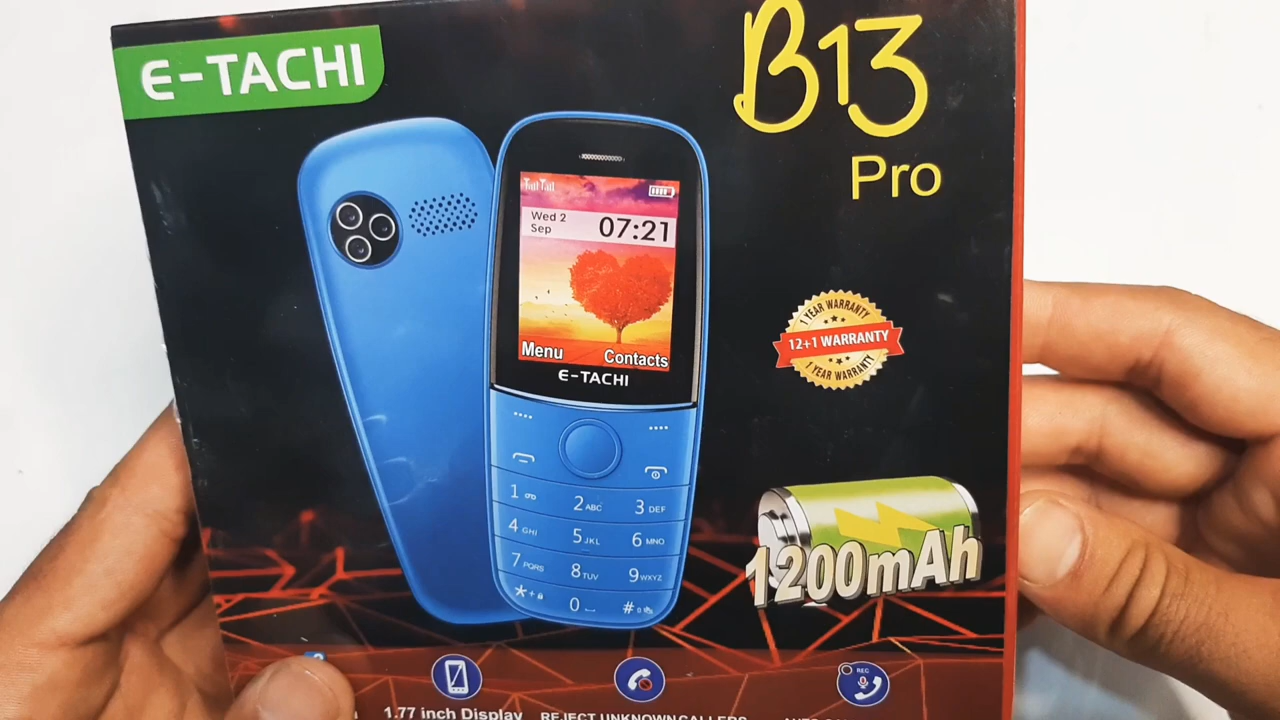 E-TACHI
B13
Pro
Wed 2
Sep
07:21
Menu
Contacts
E-TACHI
1 YEAR WARRANTY
12+1 WARRANTY
1 YEAR WARRANTY
1200mAh
1
2 ABC
3 DEF
4 GHI
5 JKL
6 MNO
7 PQRS
8 TUV
9 WXYZ
*+
0
#
REC
1.77 inch Display
REJECT UNKNOWN CALLERS
AUTO